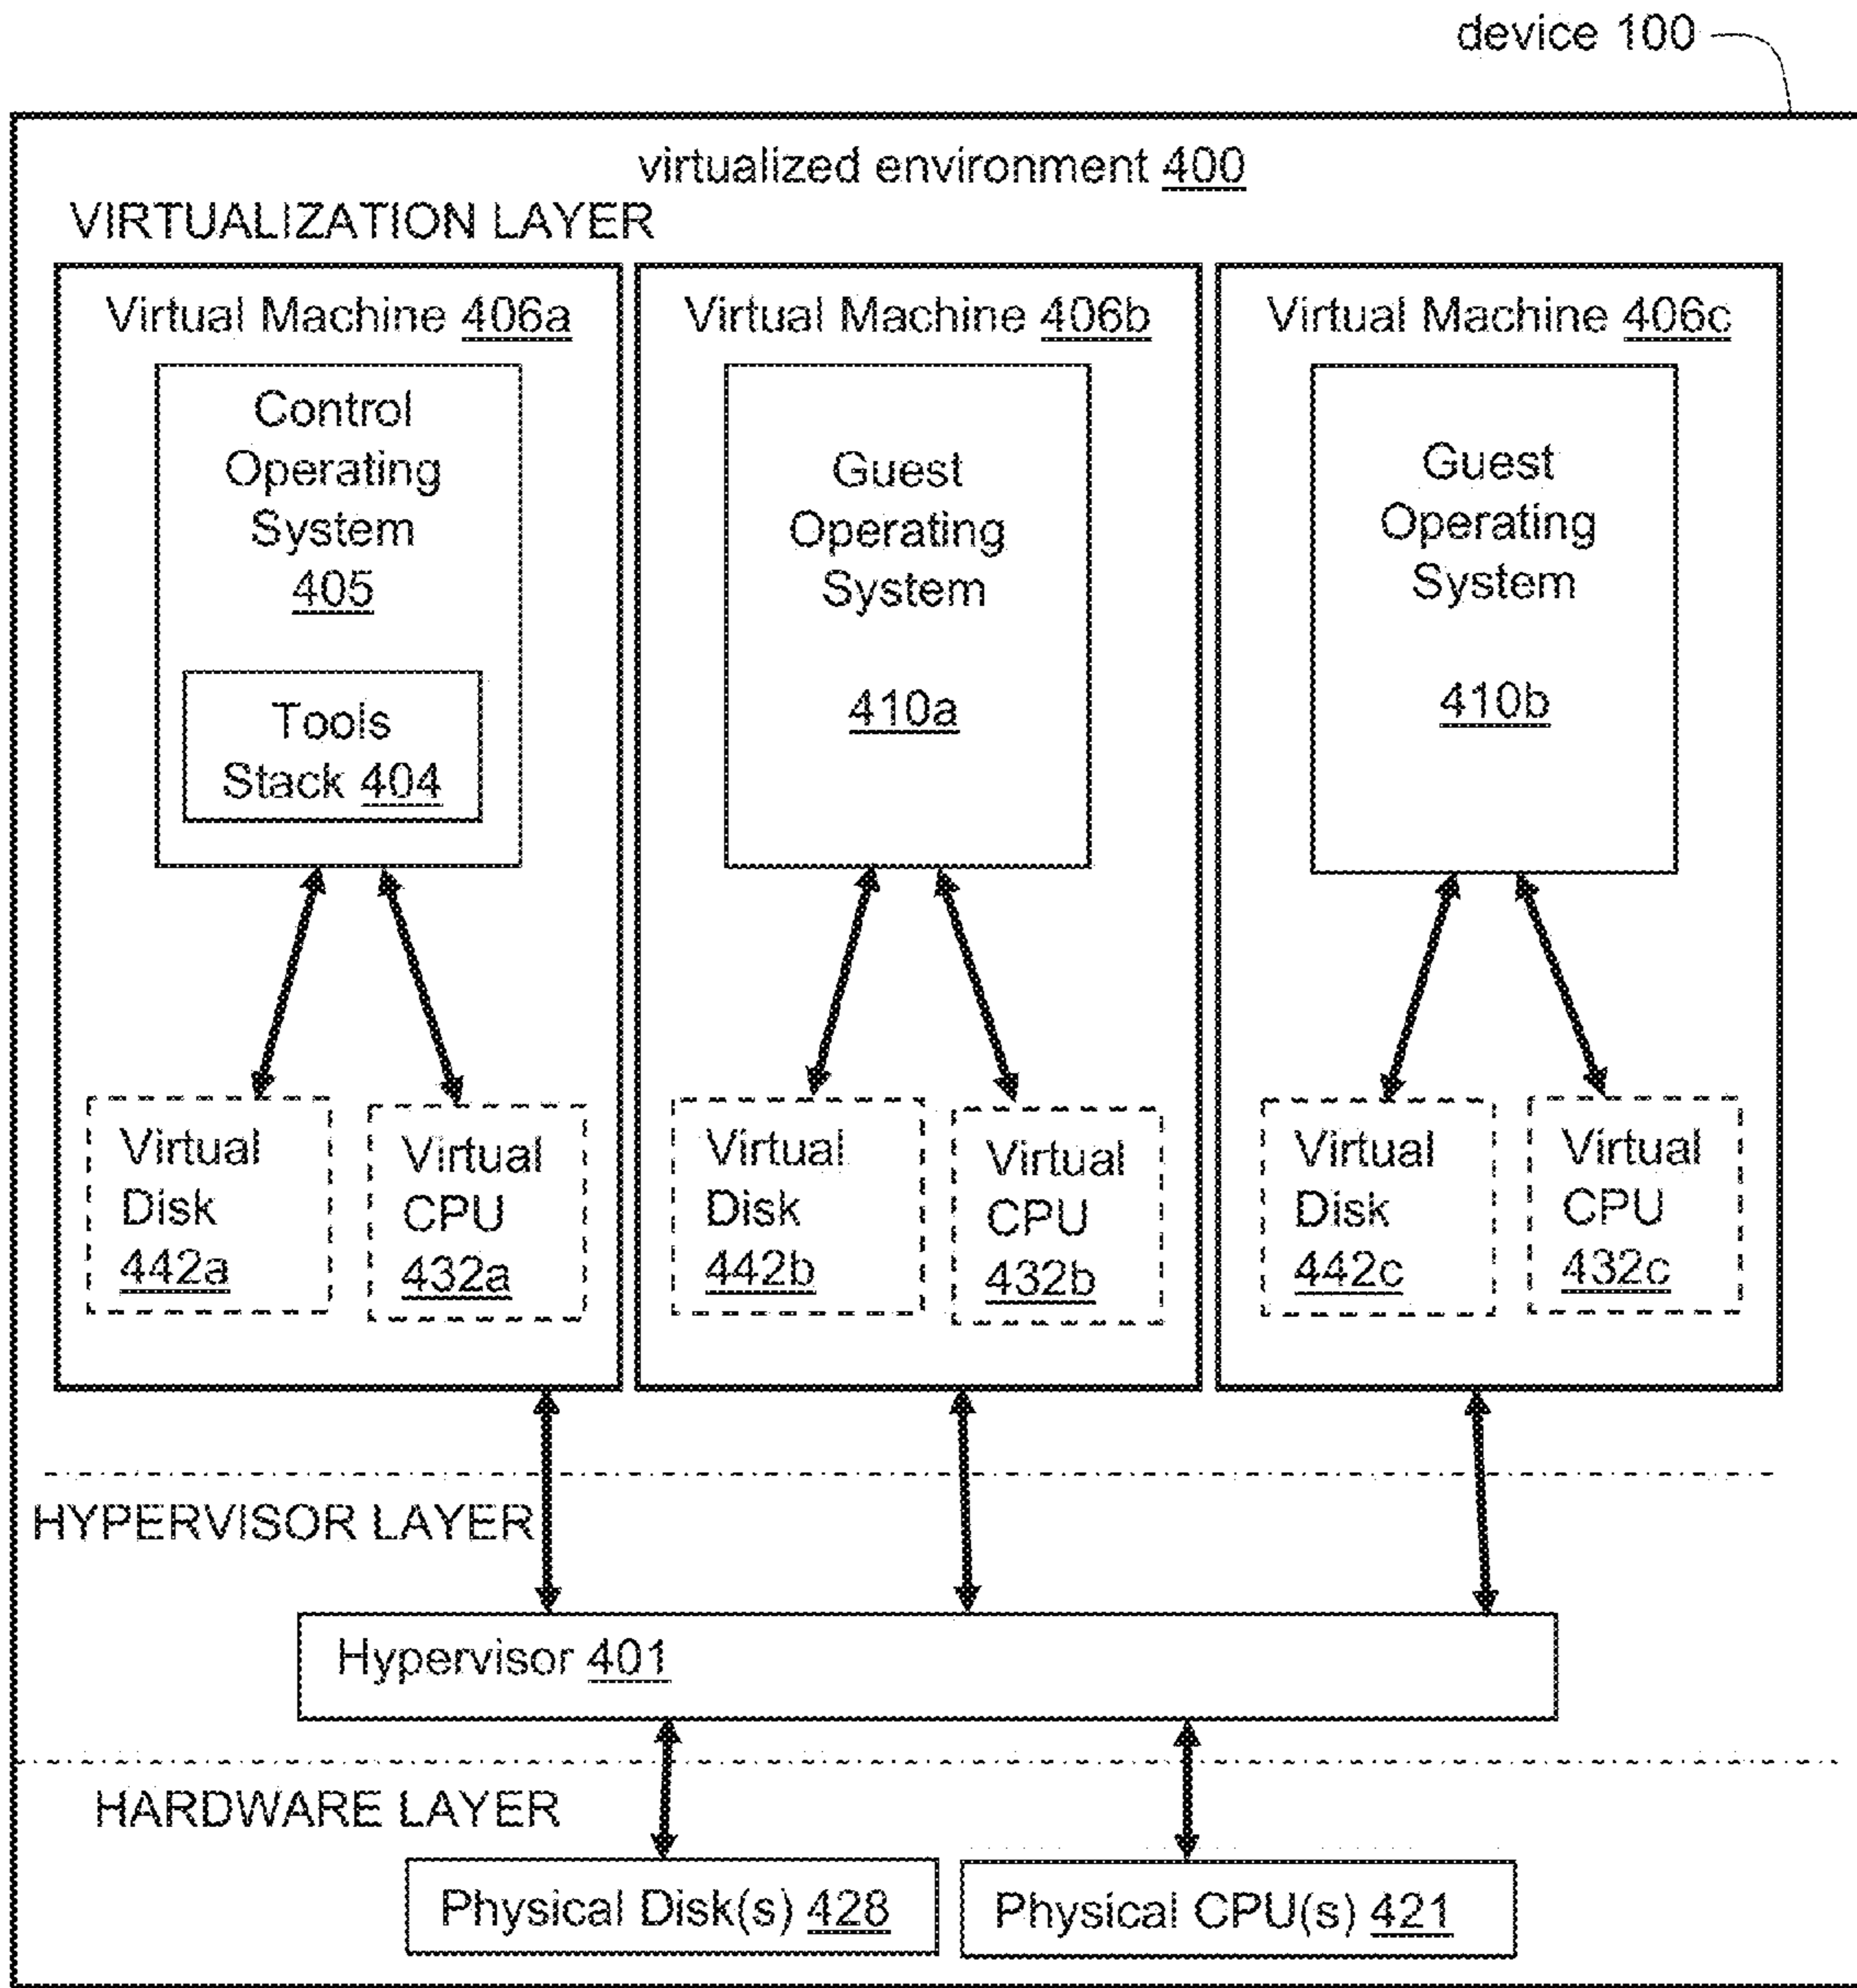 device 100
virtualized environment 400
VIRTUALIZATION LAYER
Virtual Machine 406a
Control
Operating
System
405
Tools
Stack 404
Virtual
Disk
442a
Virtual
CPU
432a
Virtual Machine 406b
Guest
Operating
System
410a
Virtual
Disk
442b
Virtual
CPU
432b
Virtual Machine 406c
Guest
Operating
System
410b
Virtual
Disk
442c
Virtual
CPU
432c
HYPERVISOR LAYER
Hypervisor 401
HARDWARE LAYER
Physical Disk(s) 428
Physical CPU(s) 421